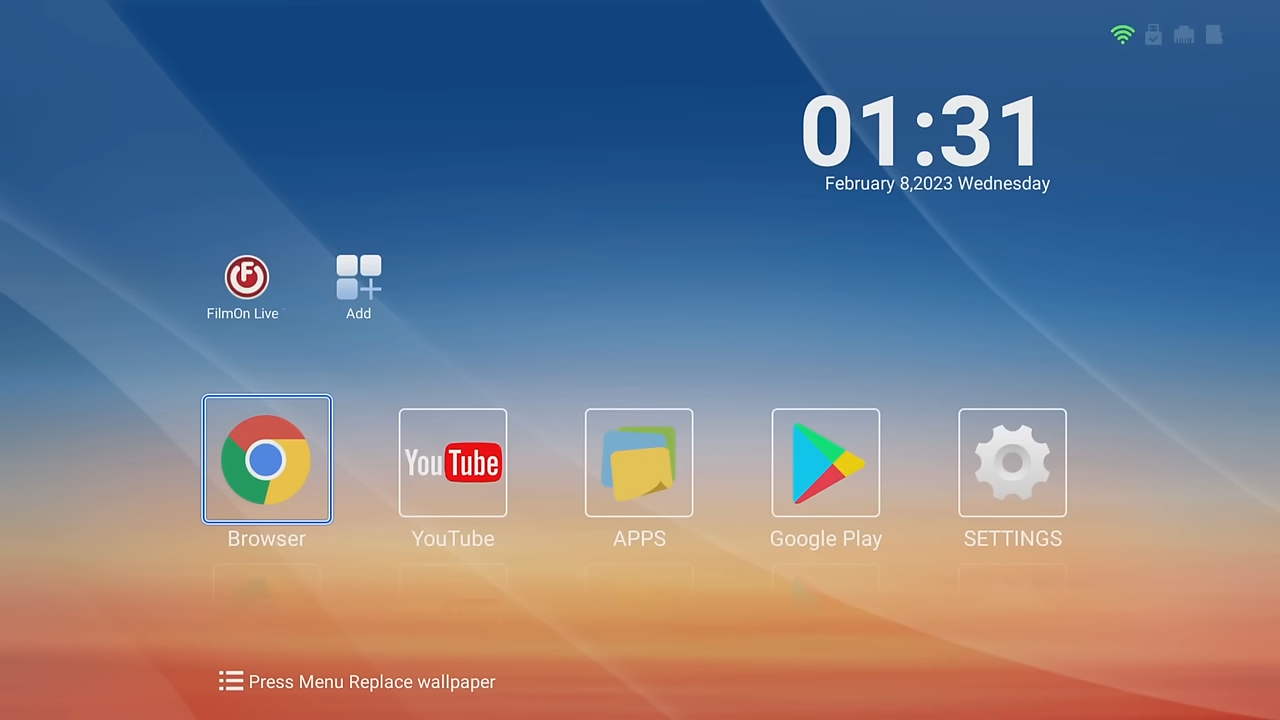 01:31
February 8,2023 Wednesday
F
FilmOn Live
Add
You Tube
Browser
YouTube
APPS
Google Play
SETTINGS
Press Menu Replace wallpaper